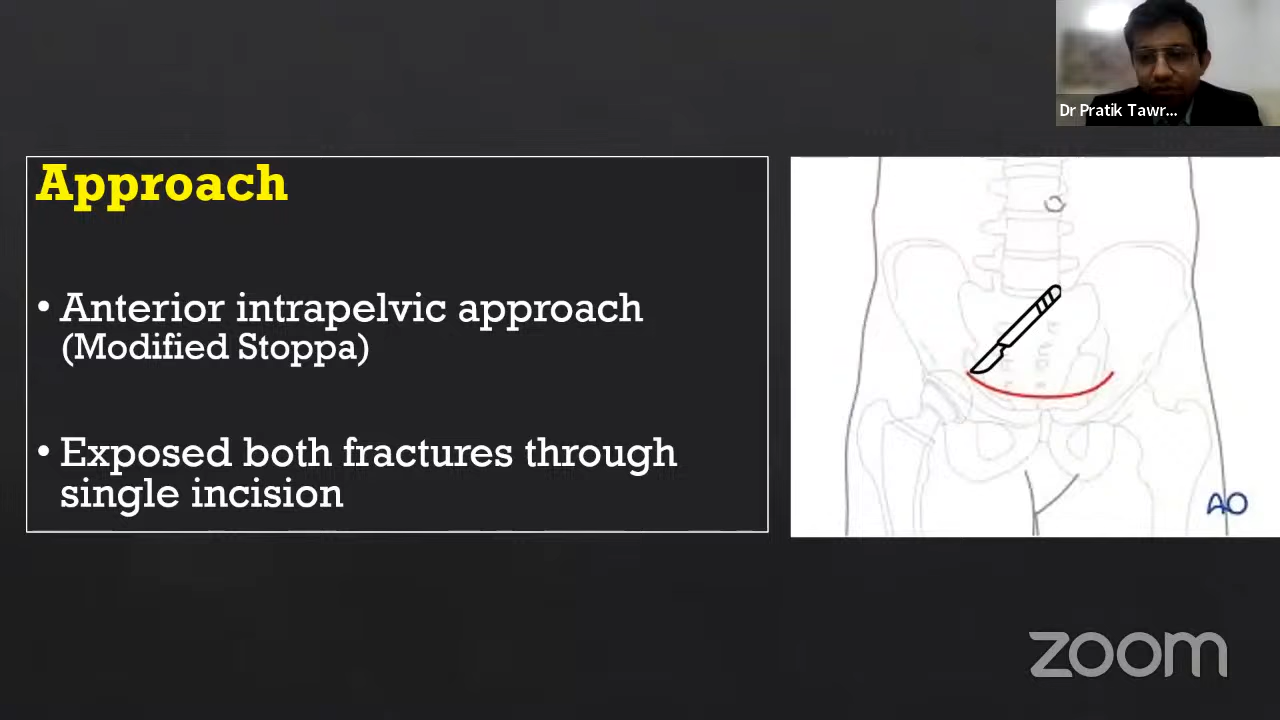 Dr Pratik Tawr...
Approach
• Anterior intrapelvic approach
(Modified Stoppa)
• Exposed both fractures through
single incision
AO
zoom